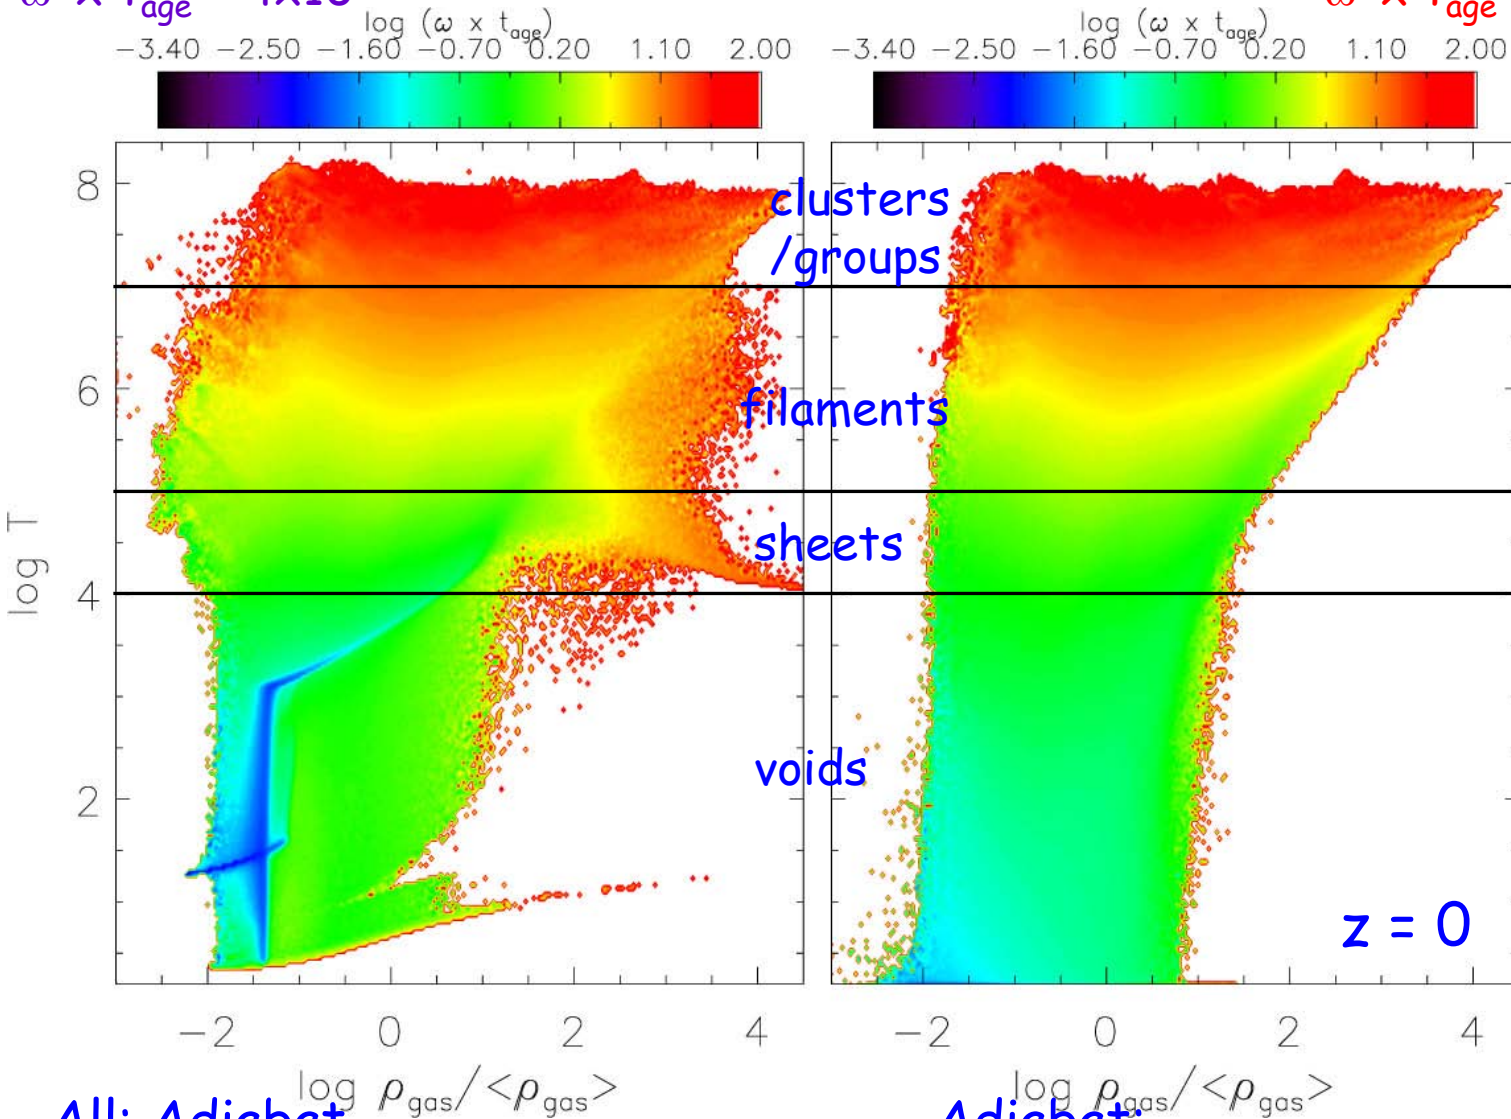 log (ω x t_age)
−3.40 −2.50 −1.60 −0.70 0.20 1.10 2.00
log (ω x t_age)
−3.40 −2.50 −1.60 −0.70 0.20 1.10 2.00
8
6
4
2
log T
clusters
/groups
filaments
sheets
voids
z = 0
−2 0 2 4
−2 0 2 4
log ρ_gas/<ρ_gas>
log ρ_gas/<ρ_gas>
All: